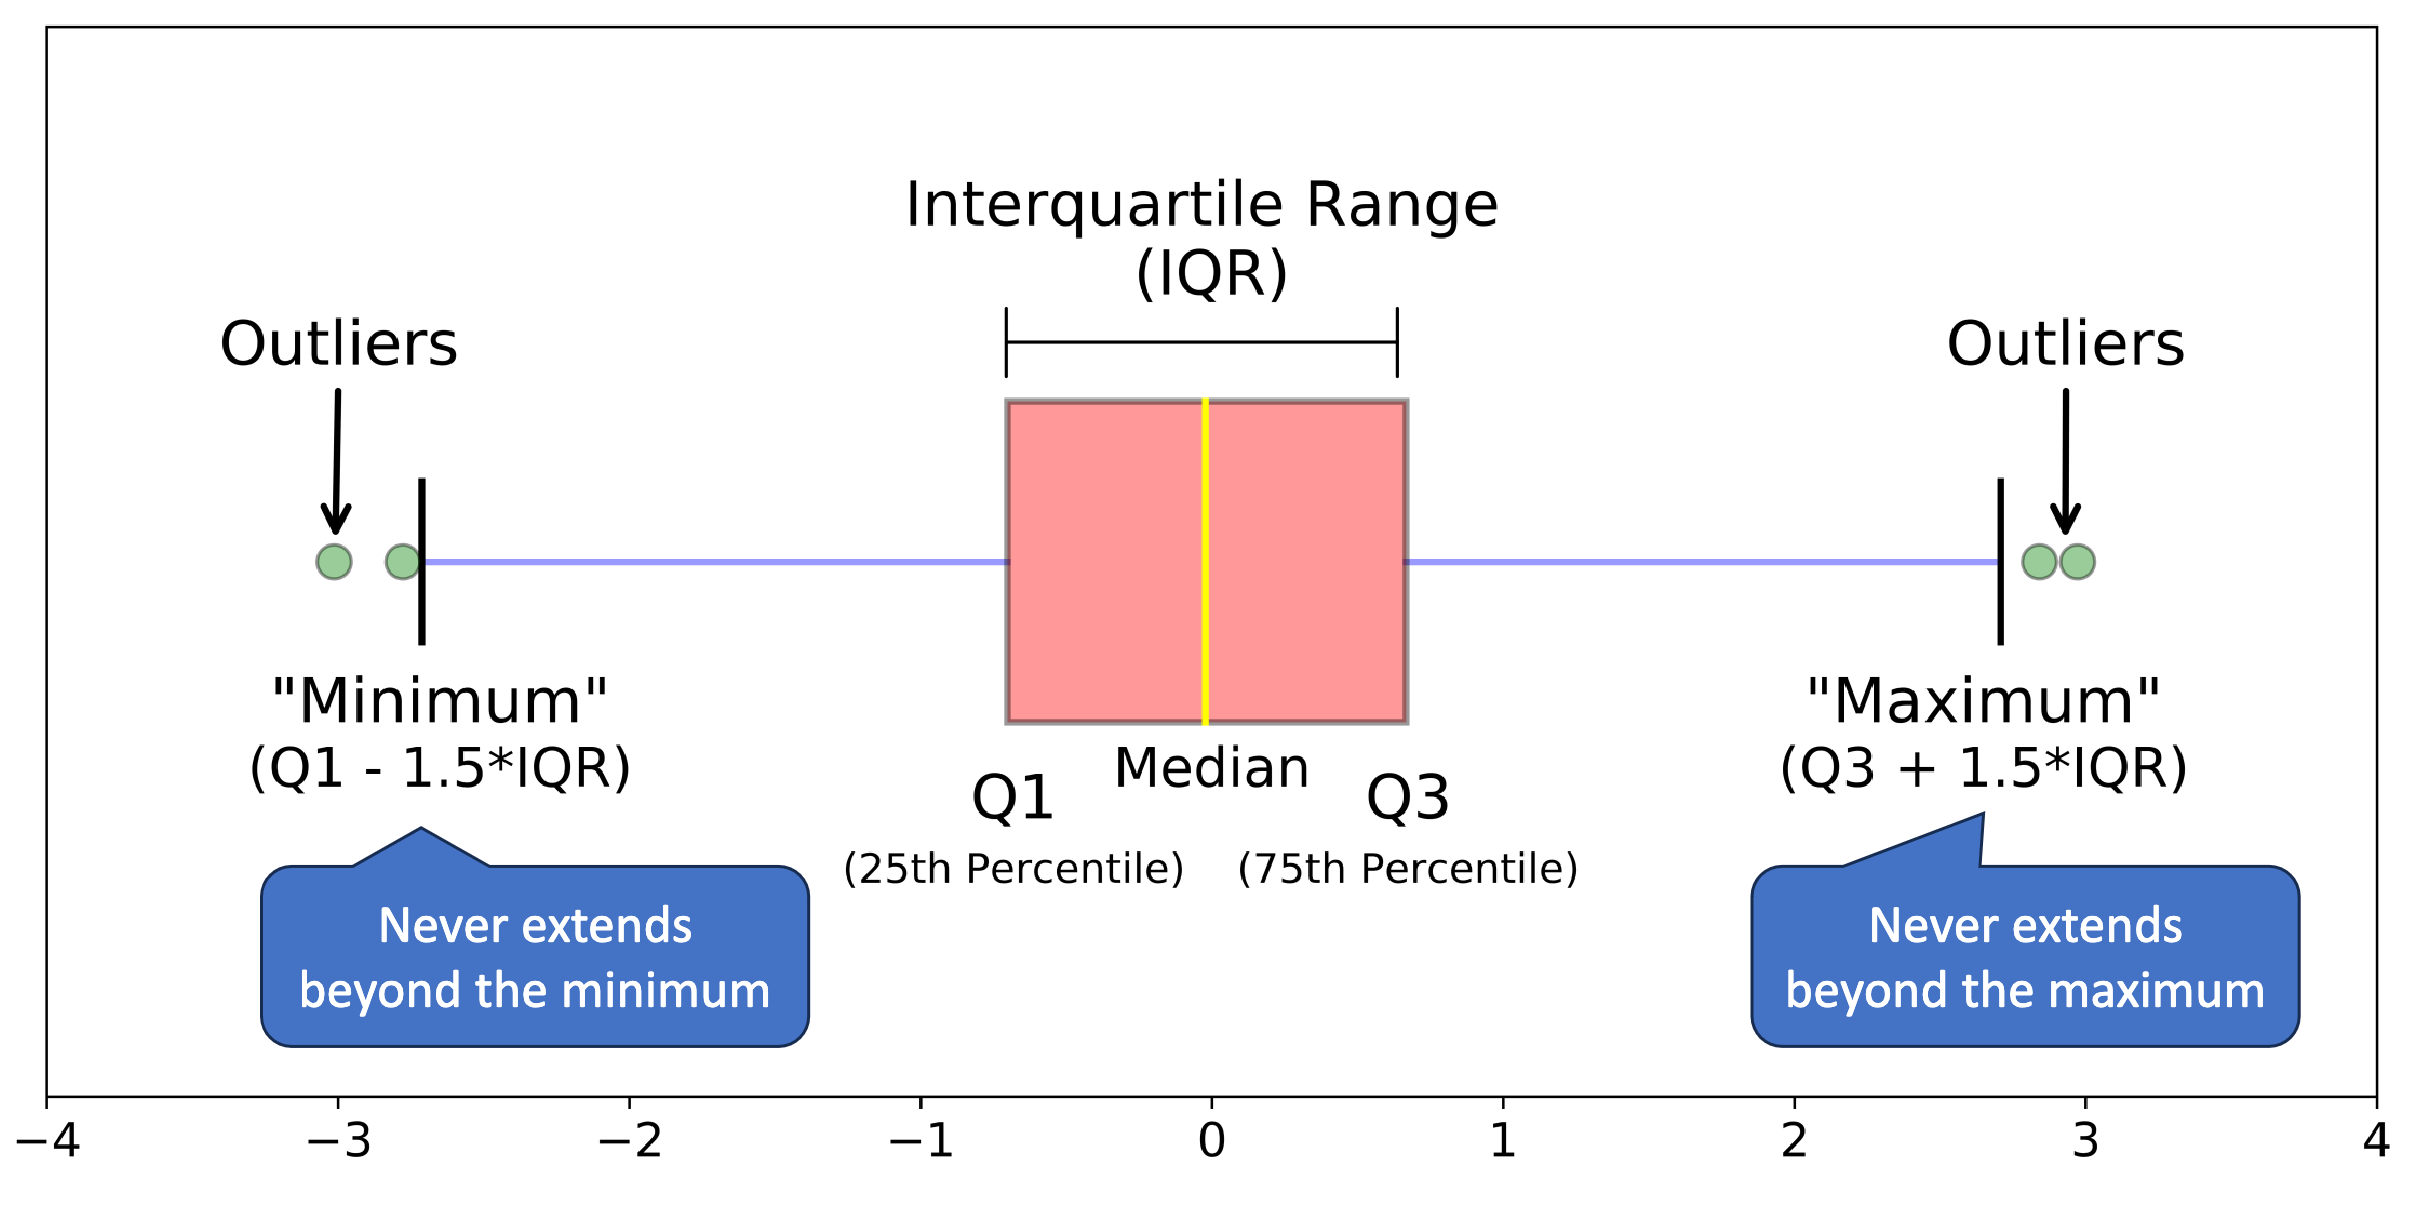 Interquartile Range
(IQR)
Outliers
Outliers
"Minimum"
(Q1 - 1.5*IQR)
"Maximum"
(Q3 + 1.5*IQR)
Median
Q1
(25th Percentile)
Q3
(75th Percentile)
Never extends
beyond the minimum
Never extends
beyond the maximum
−4 −3 −2 −1 0 1 2 3 4